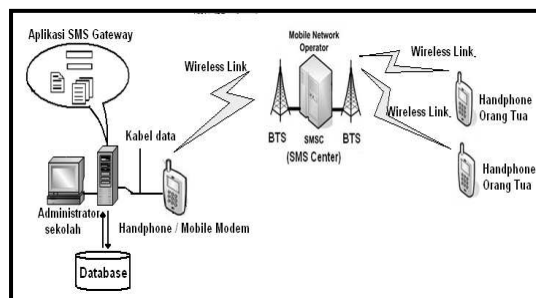 Aplikasi SMS Gateway
Mobile Network
Operator
Wireless Link.
Wireless Link.
Wireless Link.
Handphone
Orang Tua
Kabel data
BTS
SMSC
BTS
(SMS Center)
Handphone
Orang Tua
Administrator
sekolah
Handphone / Mobile Modem
Database